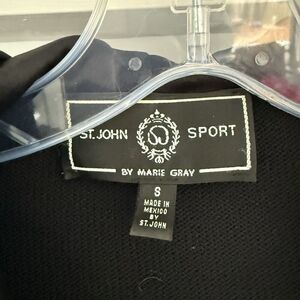 ST. JOHN SPORT
BY MARIE GRAY
S
MADE IN
MEXICO
BY
ST. JOHN